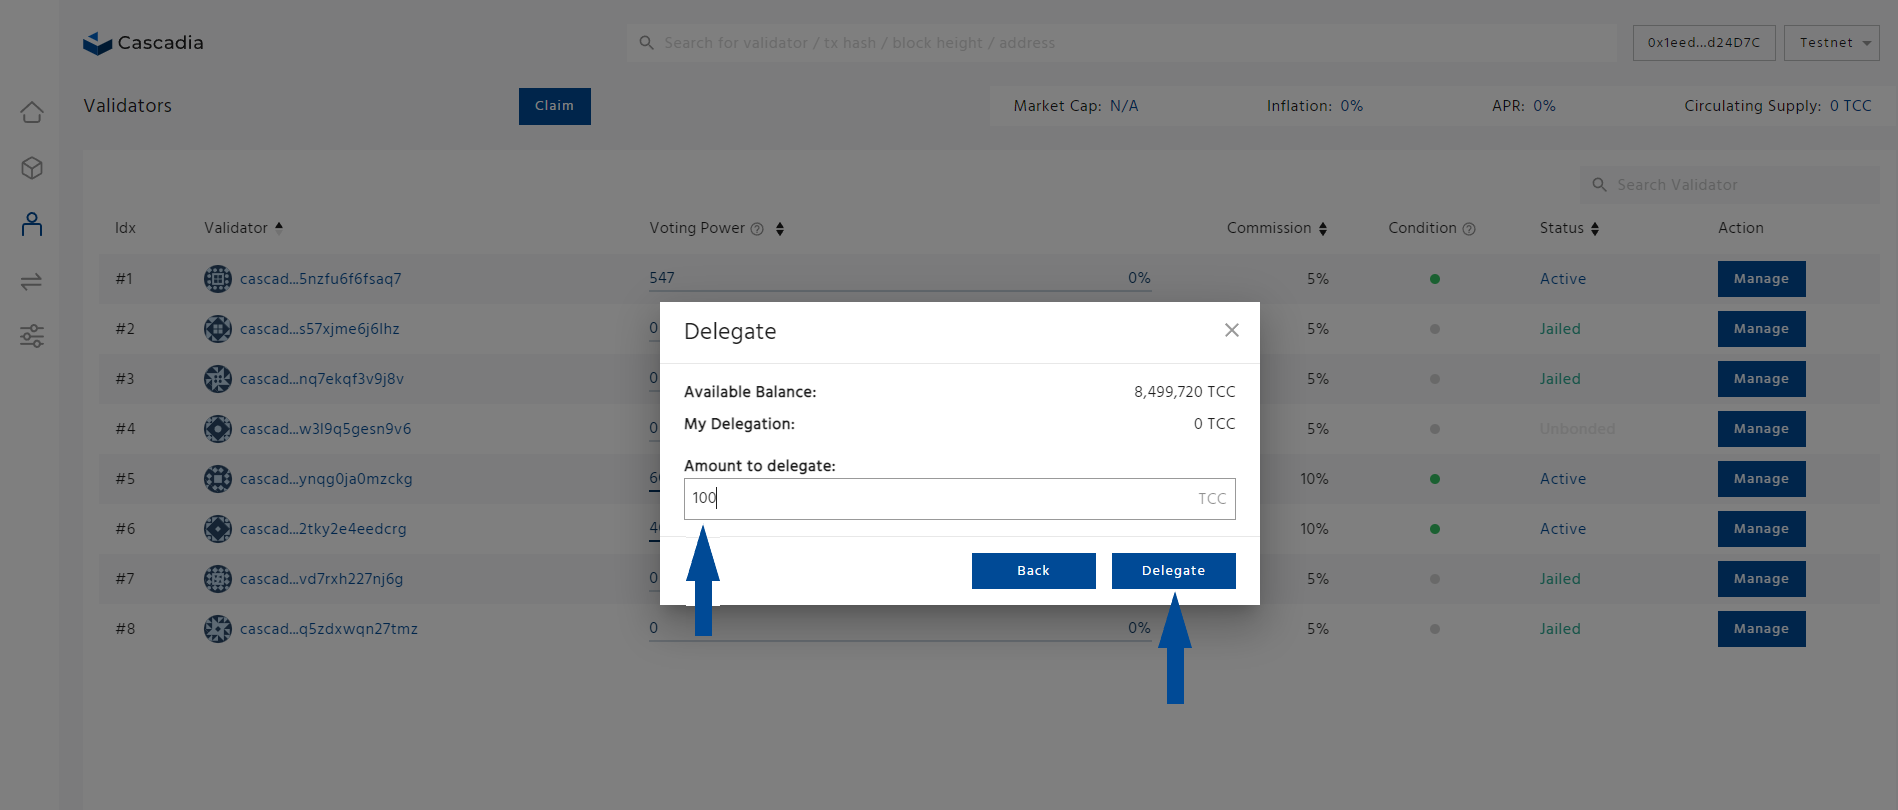 Cascadia
Search for validator / tx hash / block height / address
0x1eed...d24D7C
Testnet
Validators
Claim
Market Cap: N/A
Inflation: 0%
APR: 0%
Circulating Supply: 0 TCC
Search Validator
Idx Validator Voting Power Commission Condition Status Action
#1 cascad...5nzfu6f6fsaq7 547 0% 5% Active Manage
#2 cascad...s57xjme6j6lhz 0 5% Jailed Manage
#3 cascad...nq7ekqf3v9j8v 0 5% Jailed Manage
#4 cascad...w3l9q5gesn9v6 0 5% Unbonded Manage
#5 cascad...ynqg0ja0mzckg 10% Active Manage
#6 cascad...2tky2e4eedcrg 10% Active Manage
#7 cascad...vd7rxh227nj6g 0 5% Jailed Manage
#8 cascad...q5zdxwqn27tmz 0 0% 5% Jailed Manage
Delegate
Available Balance: 8,499,720 TCC
My Delegation: 0 TCC
Amount to delegate:
100 TCC
Back
Delegate